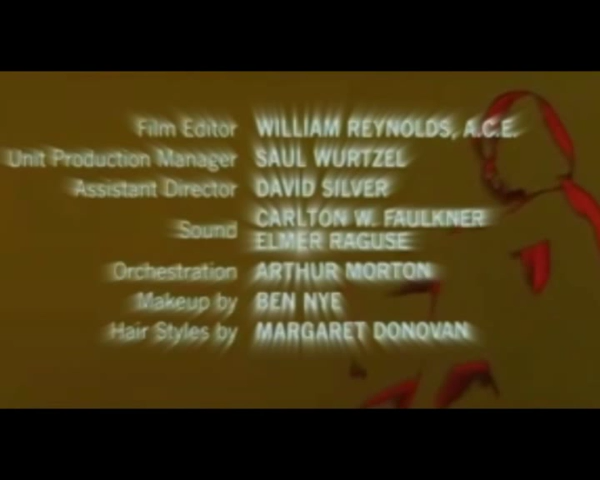 Film Editor WILLIAM REYNOLDS, A.C.E.
Unit Production Manager SAUL WURTZEL
Assistant Director DAVID SILVER
Sound CARLTON W. FAULKNER
ELMER RAGUSE
Orchestration ARTHUR MORTON
Makeup by BEN NYE
Hair Styles by MARGARET DONOVAN